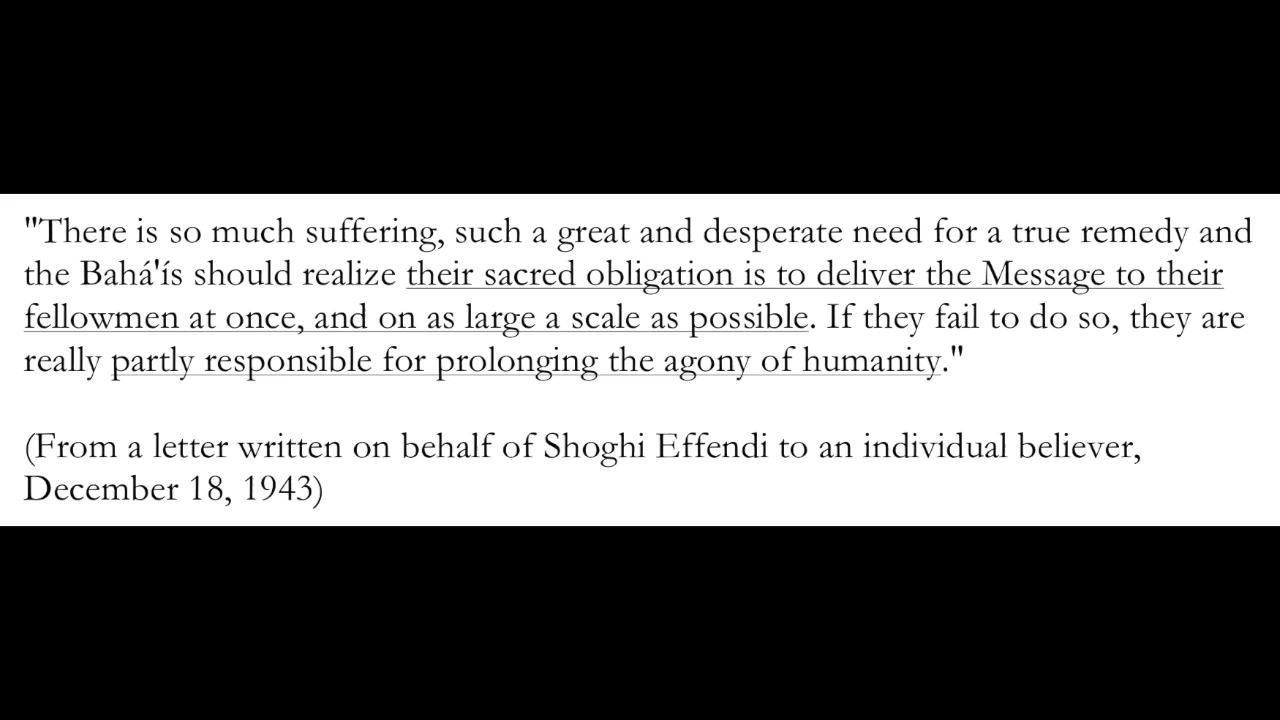 "There is so much suffering, such a great and desperate need for a true remedy and
the Bahá'ís should realize their sacred obligation is to deliver the Message to their
fellowmen at once, and on as large a scale as possible. If they fail to do so, they are
really partly responsible for prolonging the agony of humanity."
(From a letter written on behalf of Shoghi Effendi to an individual believer,
December 18, 1943)